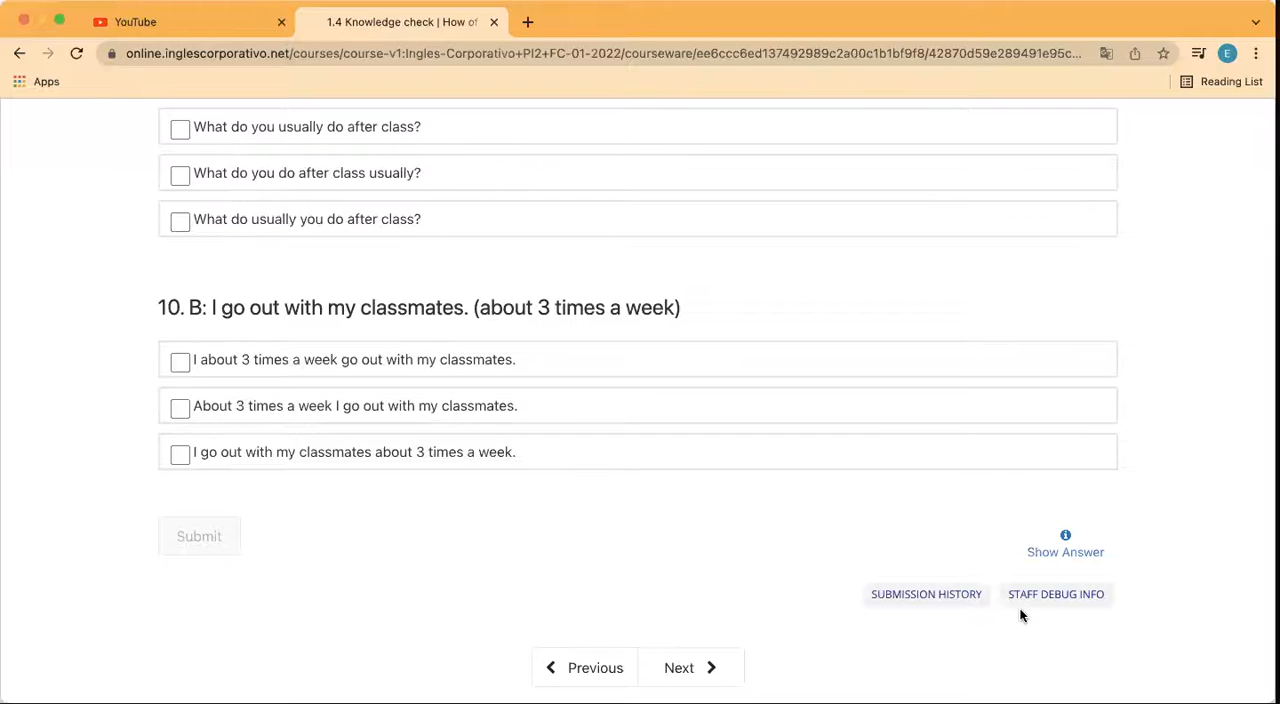 YouTube
1.4 Knowledge check | How of
online.inglescorporativo.net/courses/course-v1:Ingles-Corporativo+PI2+FC-01-2022/courseware/ee6ccc6ed137492989c2a00c1b1bf9f8/42870d59e289491e95c...
E
Apps
Reading List
What do you usually do after class?
What do you do after class usually?
What do usually you do after class?
10. B: I go out with my classmates. (about 3 times a week)
I about 3 times a week go out with my classmates.
About 3 times a week I go out with my classmates.
I go out with my classmates about 3 times a week.
Submit
Show Answer
SUBMISSION HISTORY STAFF DEBUG INFO
Previous Next